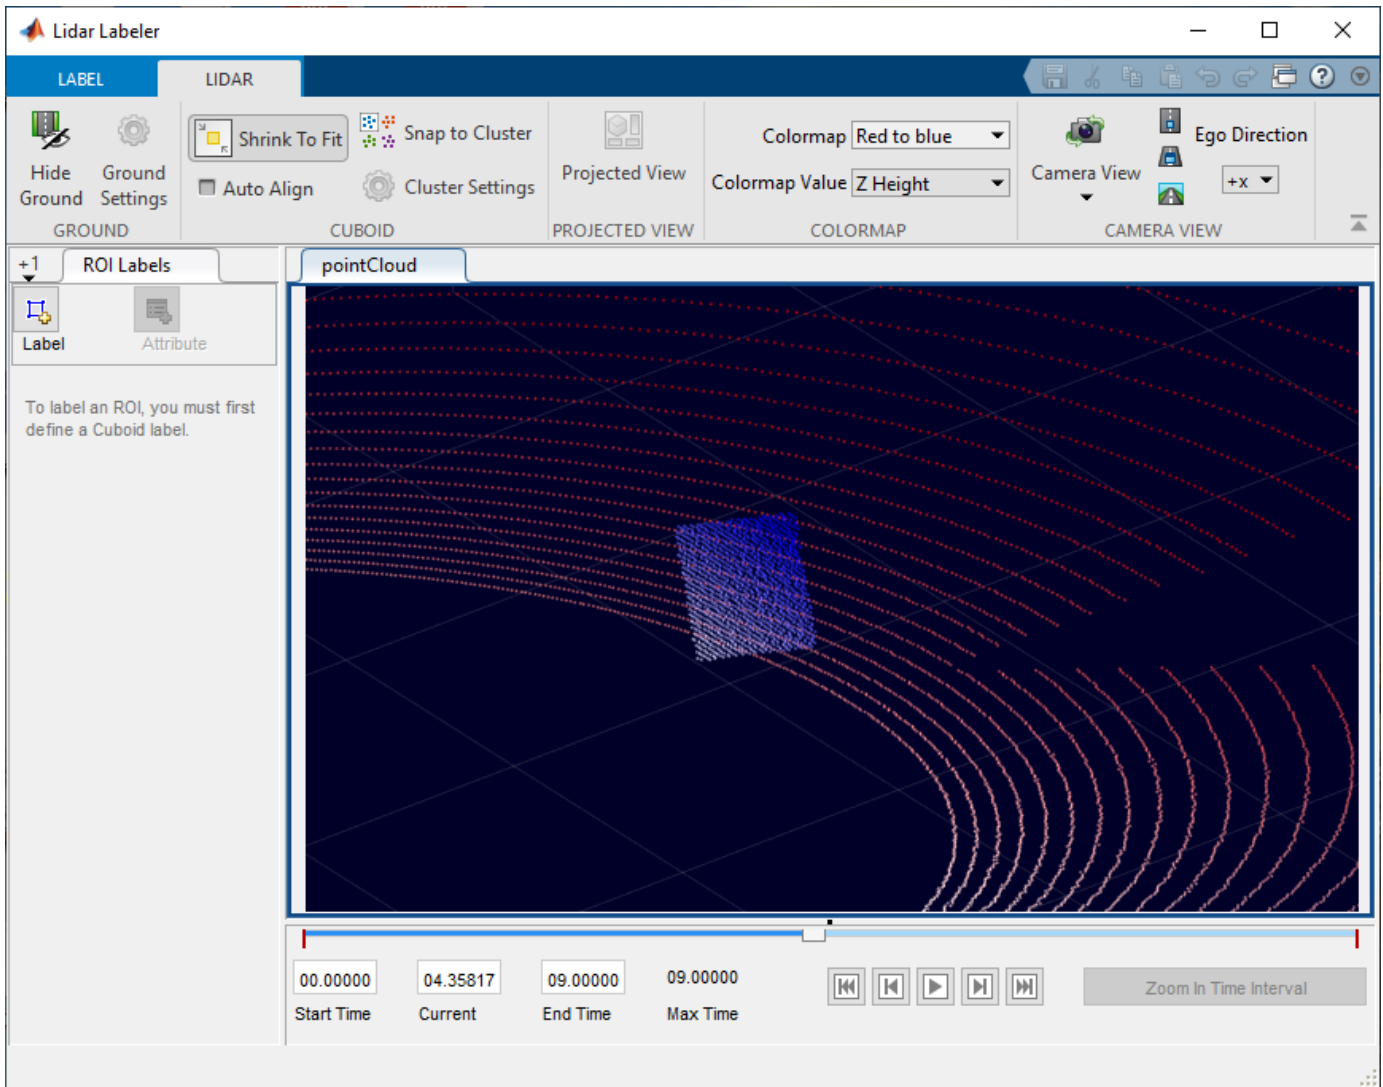 Lidar Labeler
LABEL
LIDAR
Hide
Ground
Ground
Settings
GROUND
Shrink To Fit
Auto Align
Snap to Cluster
Cluster Settings
CUBOID
Projected View
PROJECTED VIEW
Colormap Red to blue
Colormap Value Z Height
COLORMAP
Camera View
Ego Direction
+x
CAMERA VIEW
+1
ROI Labels
pointCloud
Label
Attribute
To label an ROI, you must first
define a Cuboid label.
00.00000 04.35817 09.00000 09.00000
Start Time Current End Time Max Time
Zoom In Time Interval